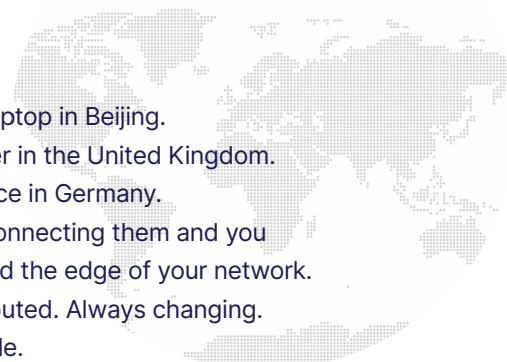 ptop in Beijing.
er in the United Kingdom.
ce in Germany.
onnecting them and you
d the edge of your network.
uted. Always changing.
le.